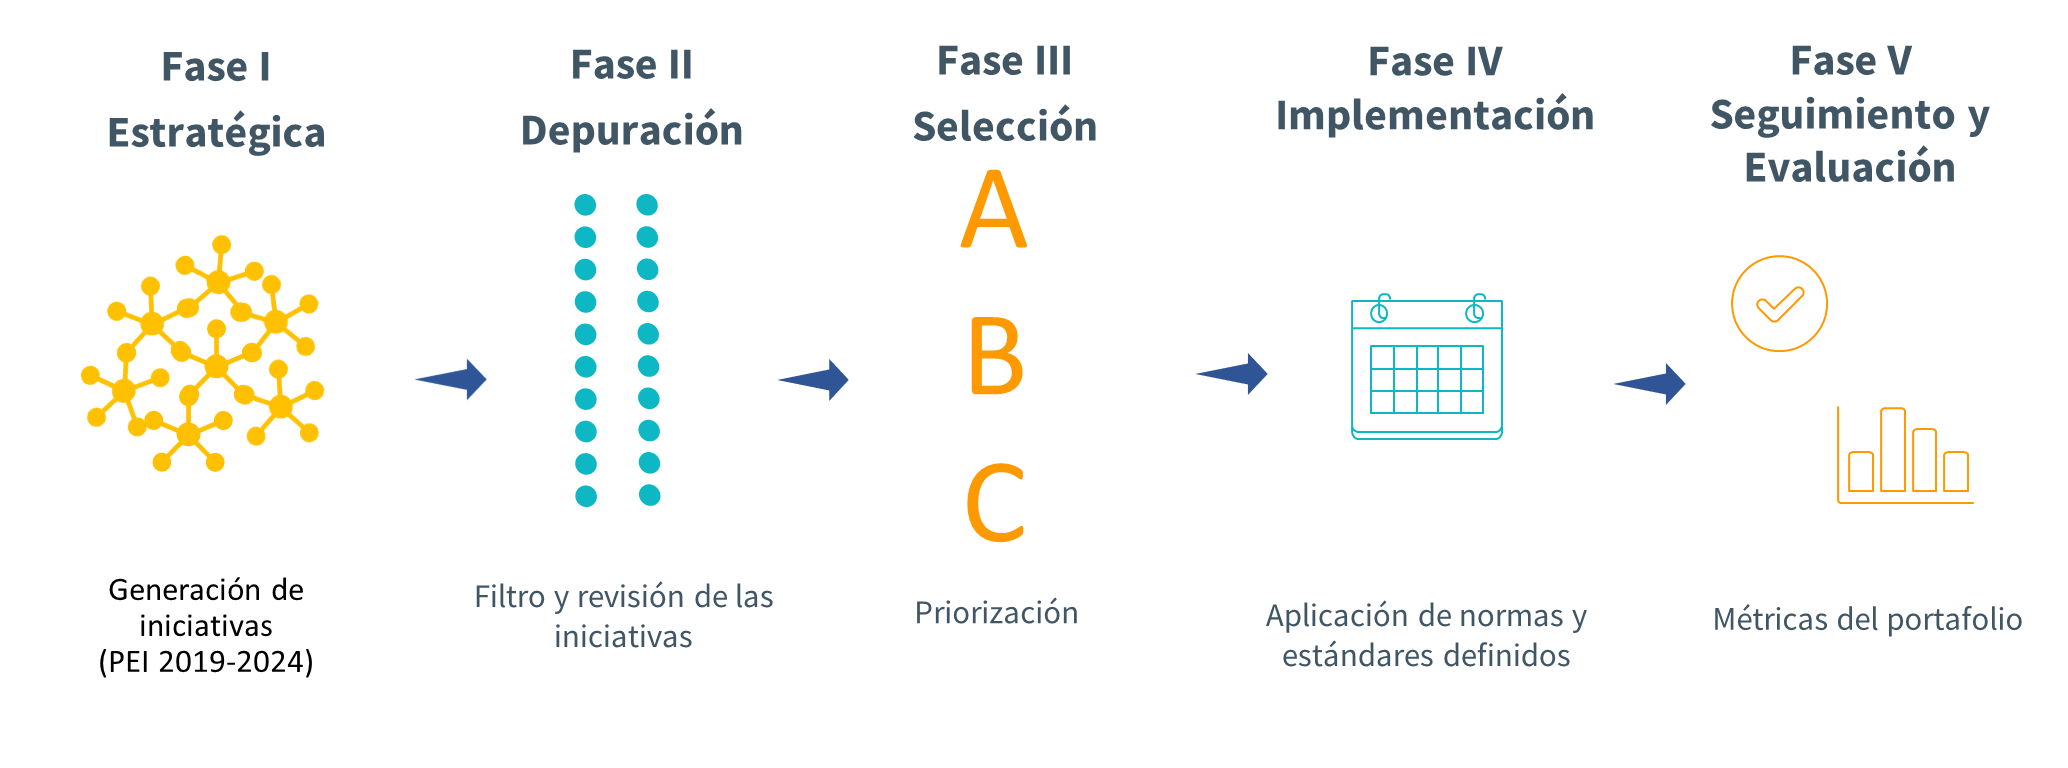 Fase I
Estratégica
Generación de
iniciativas
(PEI 2019-2024)
Fase II
Depuración
Filtro y revisión de las
iniciativas
Fase III
Selección
A
B
C
Priorización
Fase IV
Implementación
Aplicación de normas y
estándares definidos
Fase V
Seguimiento y
Evaluación
Métricas del portafolio